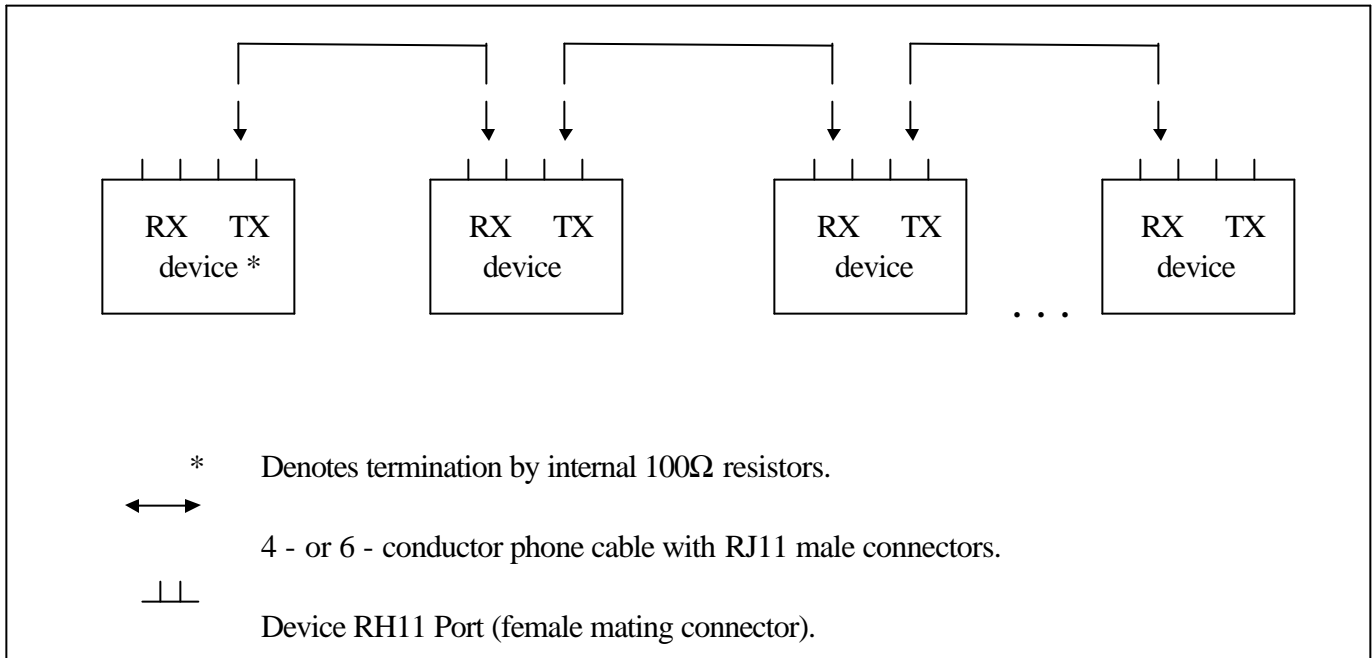 RX TX
device *
RX TX
device
RX TX
device
. . .
RX TX
device
* Denotes termination by internal 100Ω resistors.
4 - or 6 - conductor phone cable with RJ11 male connectors.
Device RH11 Port (female mating connector).